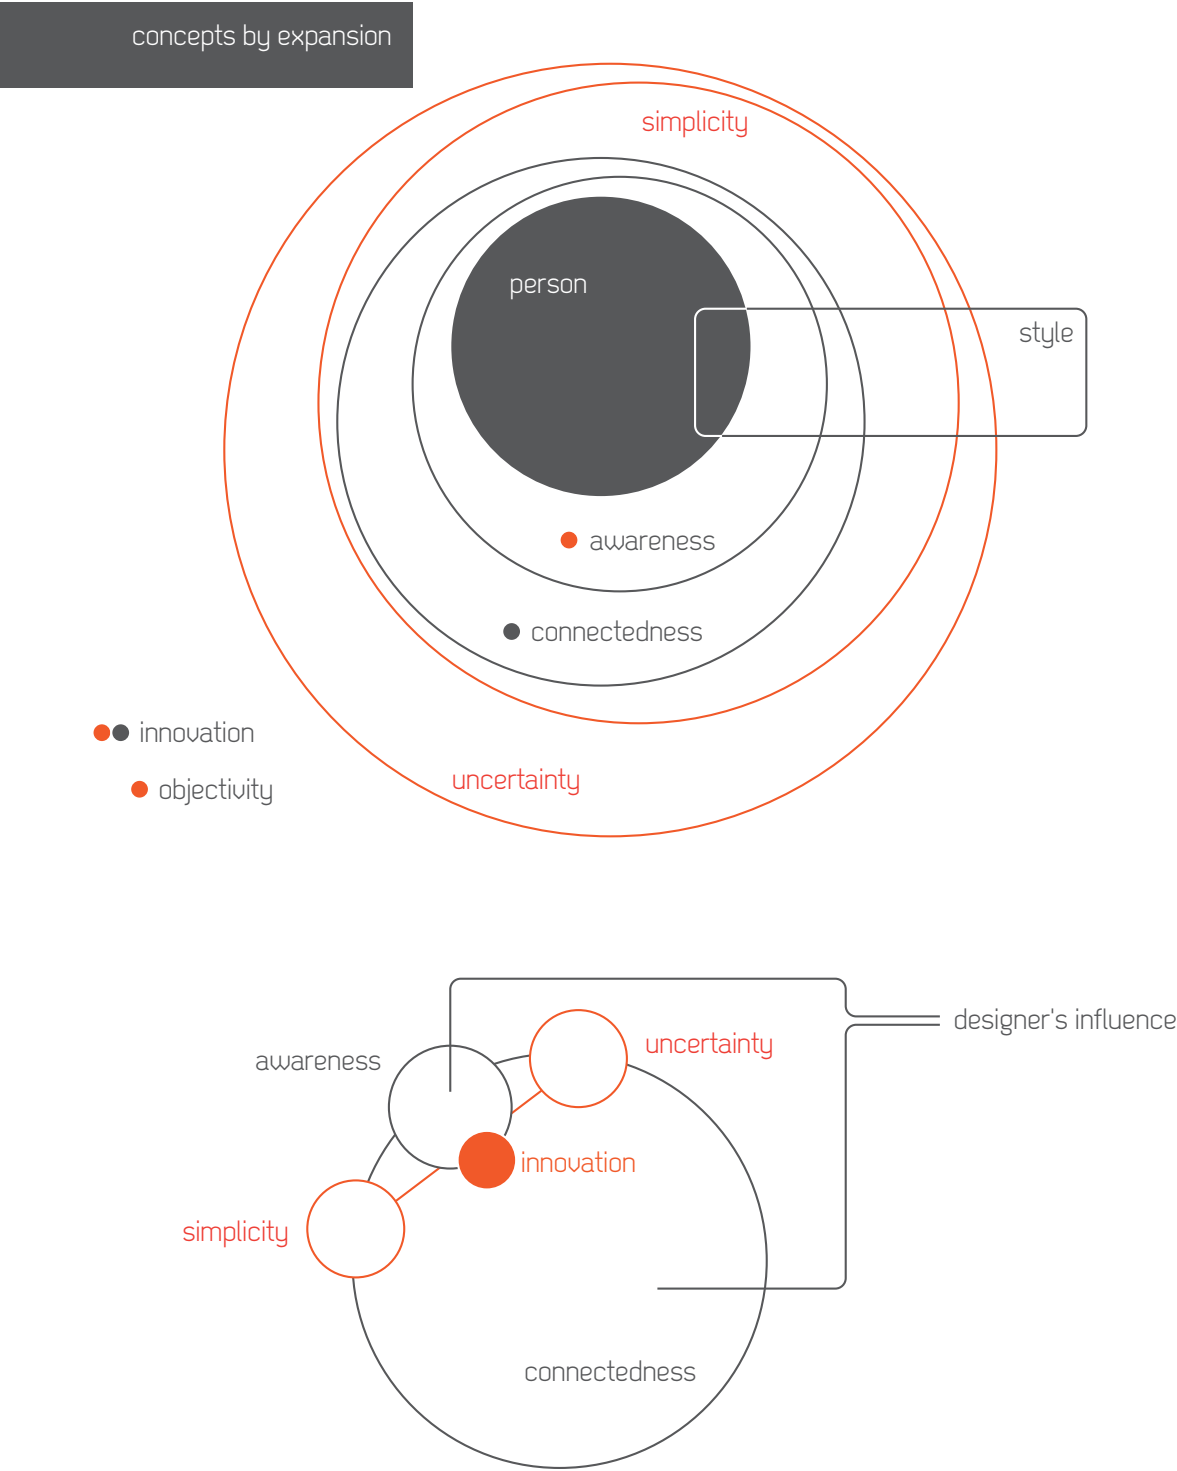 concepts by expansion
simplicity
person
style
awareness
connectedness
innovation
uncertainty
objectivity
designer's influence
uncertainty
awareness
innovation
simplicity
connectedness